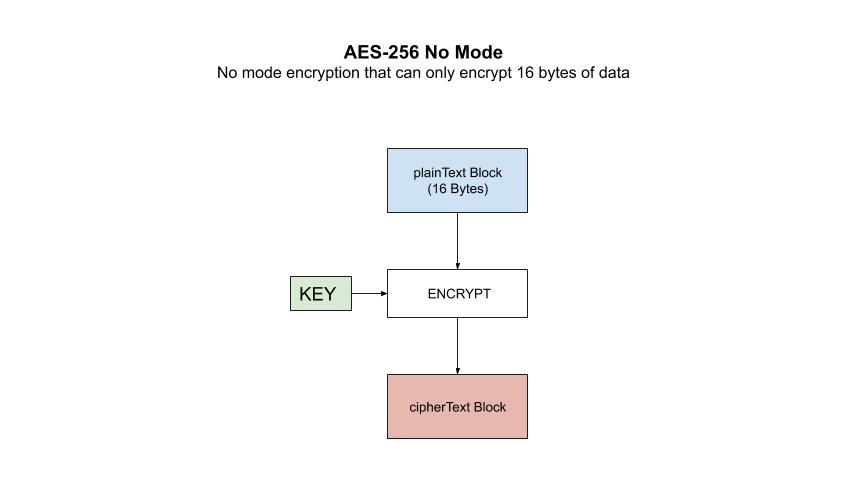 AES-256 No Mode
No mode encryption that can only encrypt 16 bytes of data
plainText Block
(16 Bytes)
KEY
ENCRYPT
cipherText Block